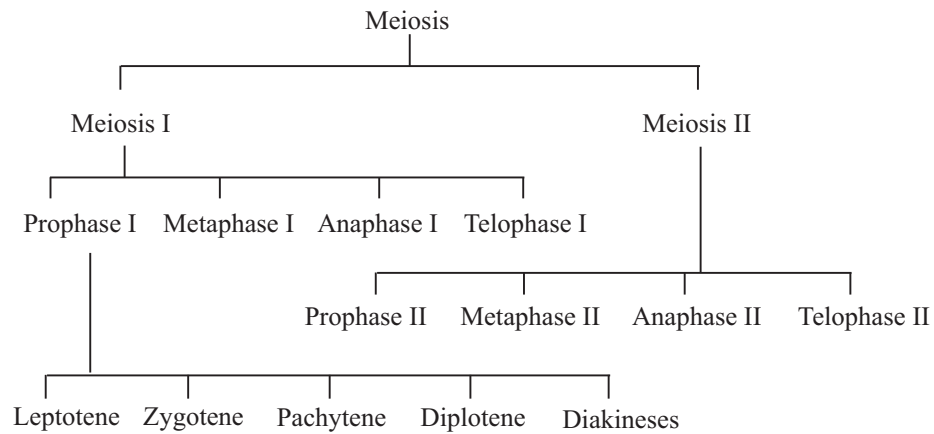 Meiosis
Meiosis I Meiosis II
Prophase I Metaphase I Anaphase I Telophase I
Prophase II Metaphase II Anaphase II Telophase II
Leptotene Zygotene Pachytene Diplotene Diakineses